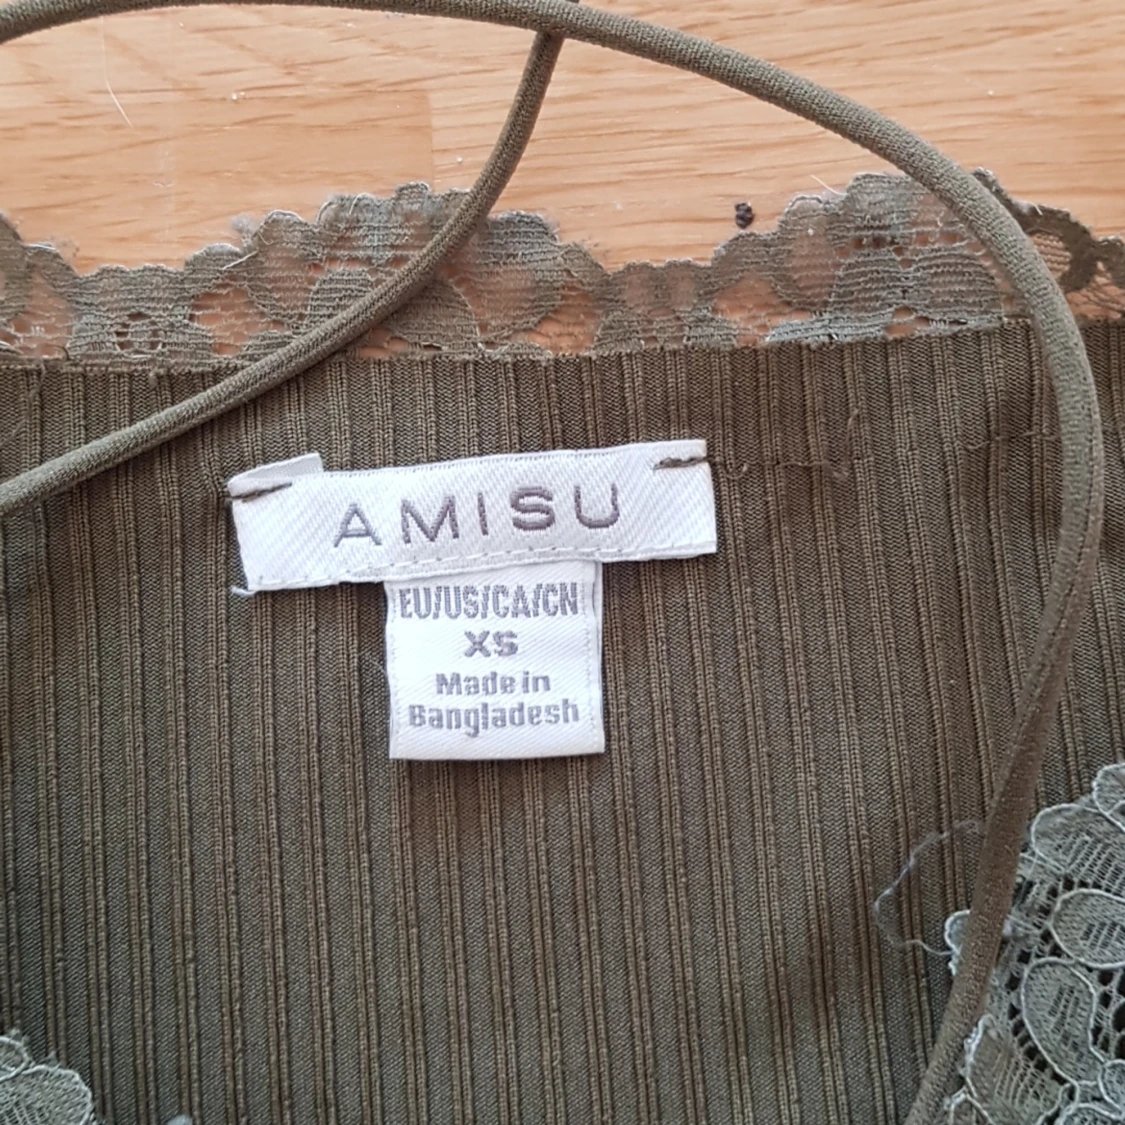 AMISU
EU/US/CA/CN
XS
Made in
Bangladesh